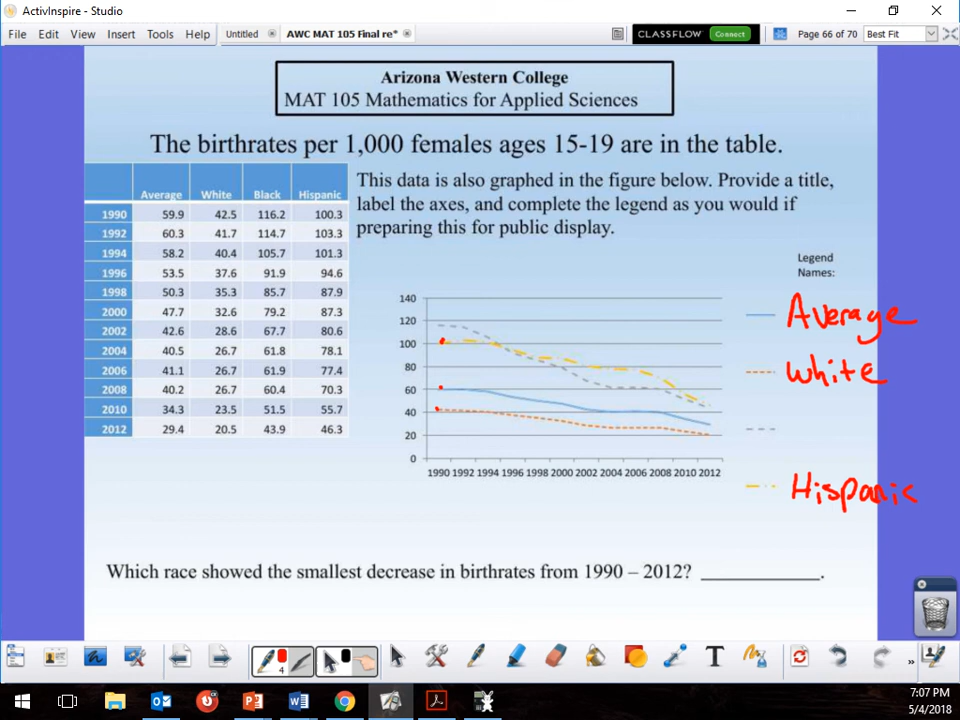 ActivInspire - Studio
File Edit View Insert Tools Help Untitled AWC MAT 105 Final re* CLASSFLOW Connect Page 66 of 70 Best Fit
Arizona Western College
MAT 105 Mathematics for Applied Sciences
The birthrates per 1,000 females ages 15-19 are in the table.
This data is also graphed in the figure below. Provide a title,
label the axes, and complete the legend as you would if
preparing this for public display.
Average White Black Hispanic
1990 59.9 42.5 116.2 100.3
1992 60.3 41.7 114.7 103.3
1994 58.2 40.4 105.7 101.3
1996 53.5 37.6 91.9 94.6
1998 50.3 35.3 85.7 87.9
2000 47.7 32.6 79.2 87.3
2002 42.6 28.6 67.7 80.6
2004 40.5 26.7 61.8 78.1
2006 41.1 26.7 61.9 77.4
2008 40.2 26.7 60.4 70.3
2010 34.3 23.5 51.5 55.7
2012 29.4 20.5 43.9 46.3
Legend
Names:
140
120
100
80
60
40
20
0
1990 1992 1994 1996 1998 2000 2002 2004 2006 2008 2010 2012
Average
White
Hispanic
Which race showed the smallest decrease in birthrates from 1990 – 2012? ____________.
4
T
»
7:07 PM
5/4/2018